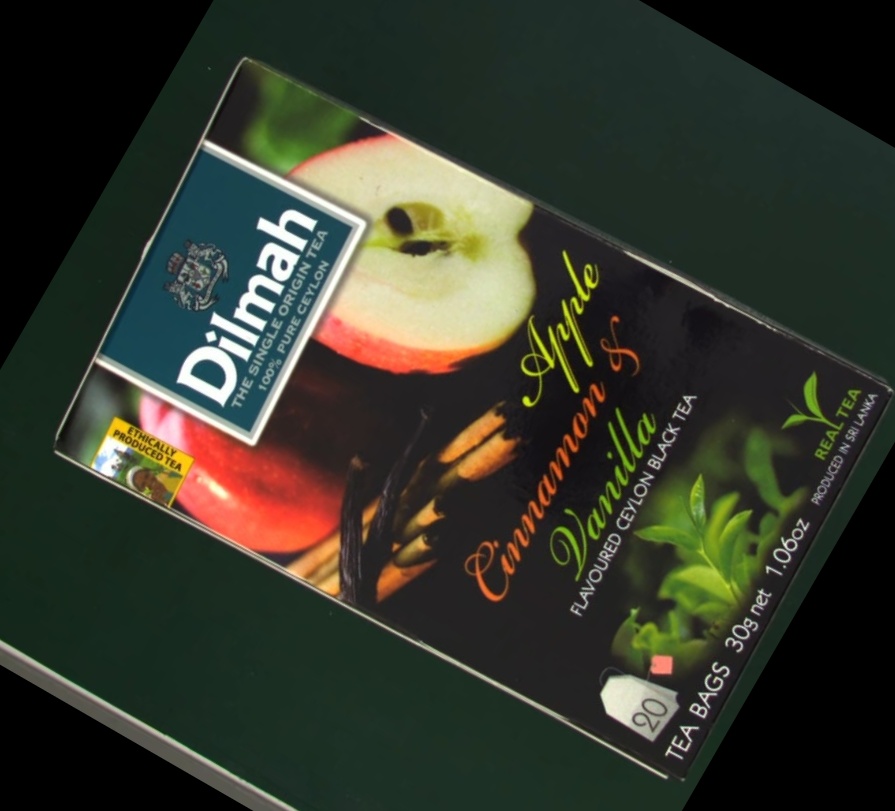 Dilmah
THE SINGLE ORIGIN TEA
100% PURE CEYLON
ETHICALLY
PRODUCED TEA
Apple
Cinnamon &
Vanilla
FLAVOURED CEYLON BLACK TEA
REAL TEA
PRODUCED IN SRI LANKA
20
TEA BAGS 30g net 1.06oz